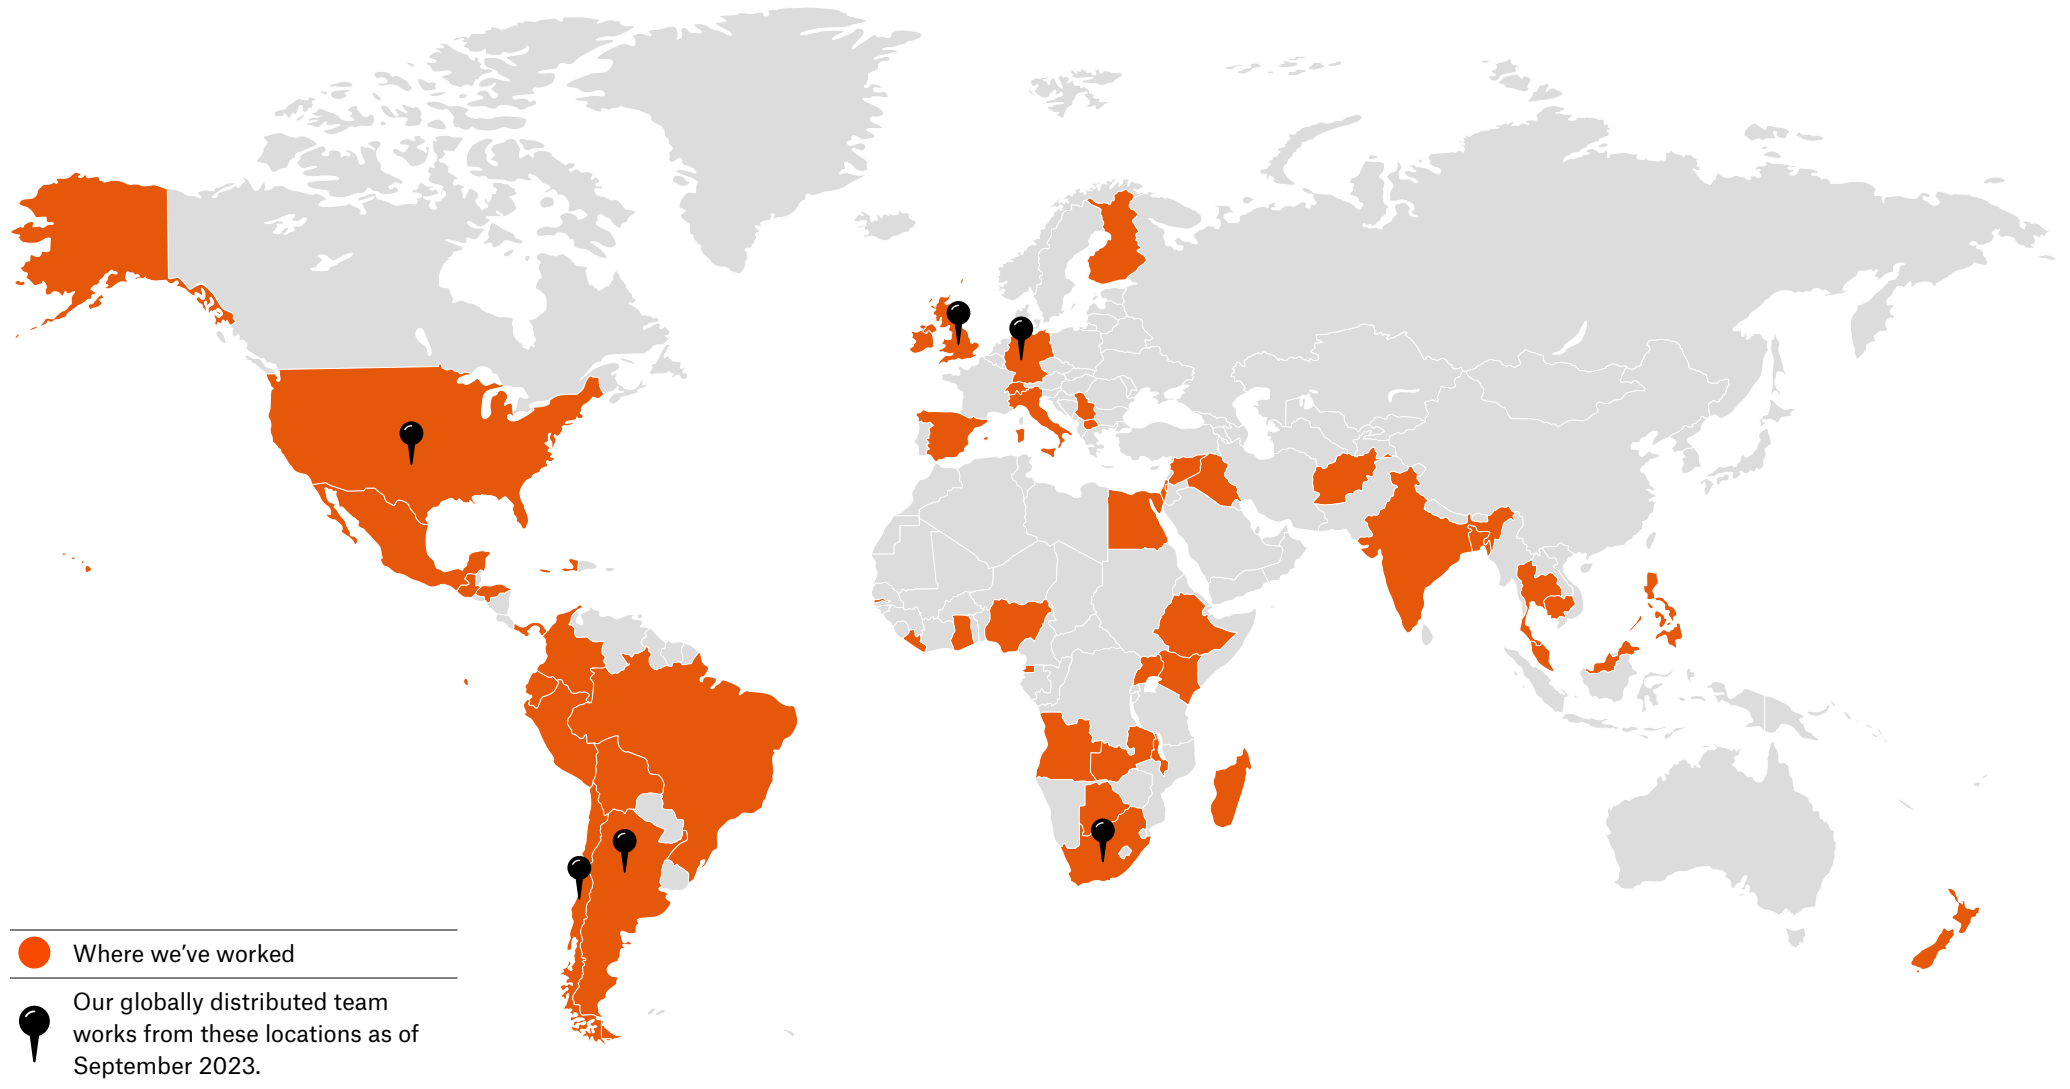 Where we’ve worked
Our globally distributed team
works from these locations as of
September 2023.